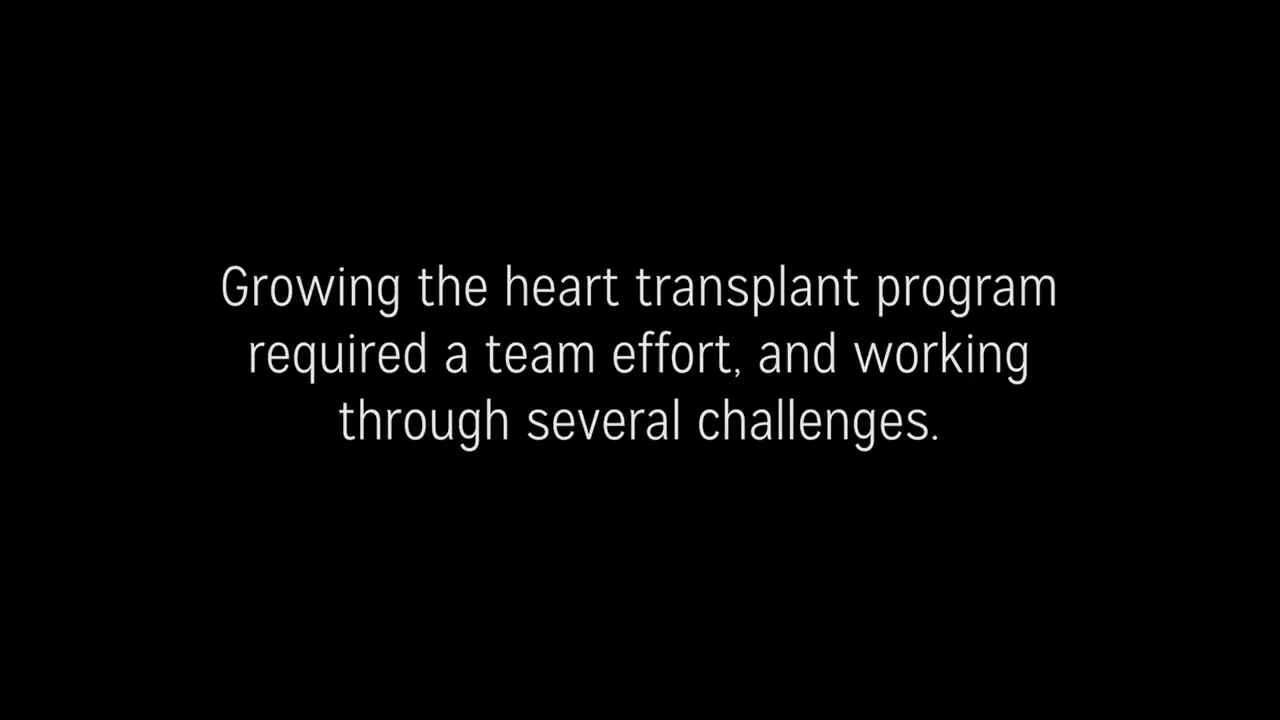 Growing the heart transplant program
required a team effort, and working
through several challenges.